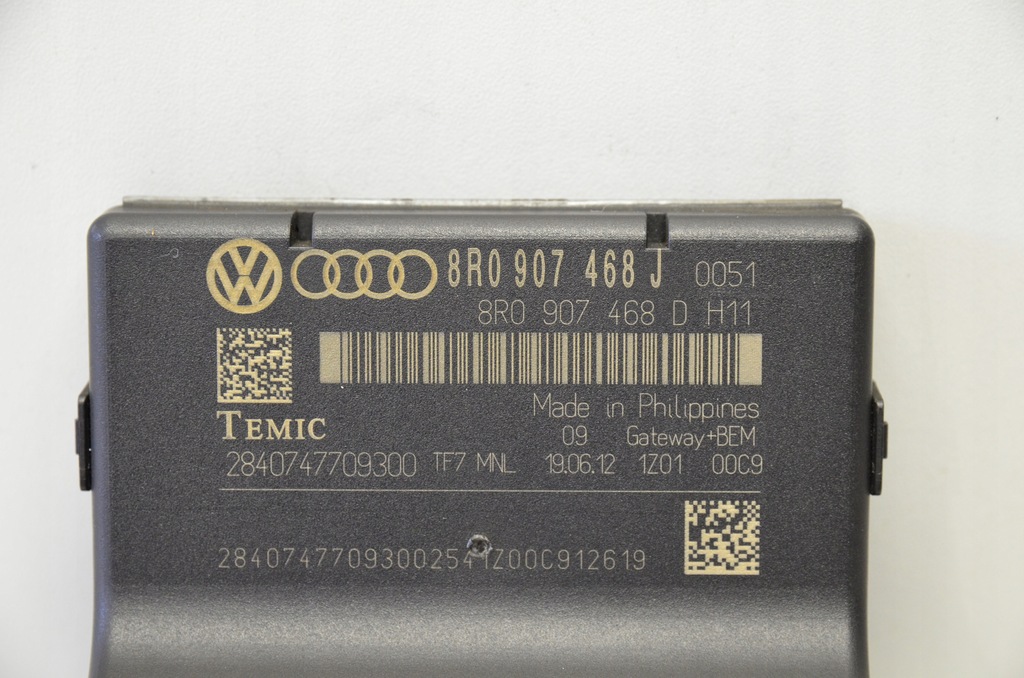 8R0 907 468 J 0051
8R0 907 468 D H11
Made in Philippines
TEMIC
09 Gateway+BEM
2840747709300 TF7 MNL 19.06.12 1Z01 00C9
28407477093002541Z00C912619